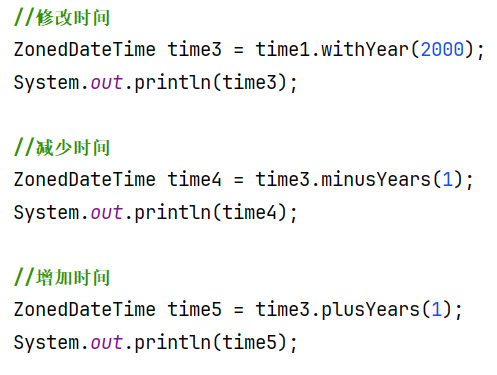 //修改时间
ZonedDateTime time3 = time1.withYear(2000);
System.out.println(time3);
//减少时间
ZonedDateTime time4 = time3.minusYears(1);
System.out.println(time4);
//增加时间
ZonedDateTime time5 = time3.plusYears(1);
System.out.println(time5);